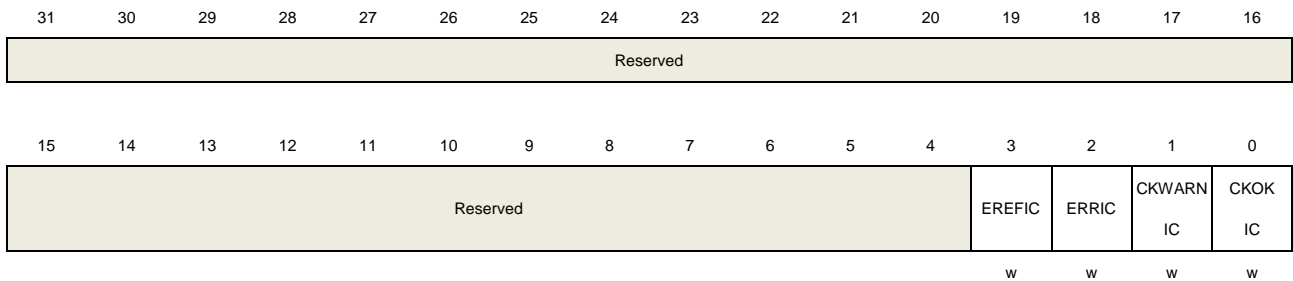 31 30 29 28 27 26 25 24 23 22 21 20 19 18 17 16
Reserved
15 14 13 12 11 10 9 8 7 6 5 4 3 2 1 0
Reserved EREFIC ERRIC CKWARN CKOK
IC IC
w w w w